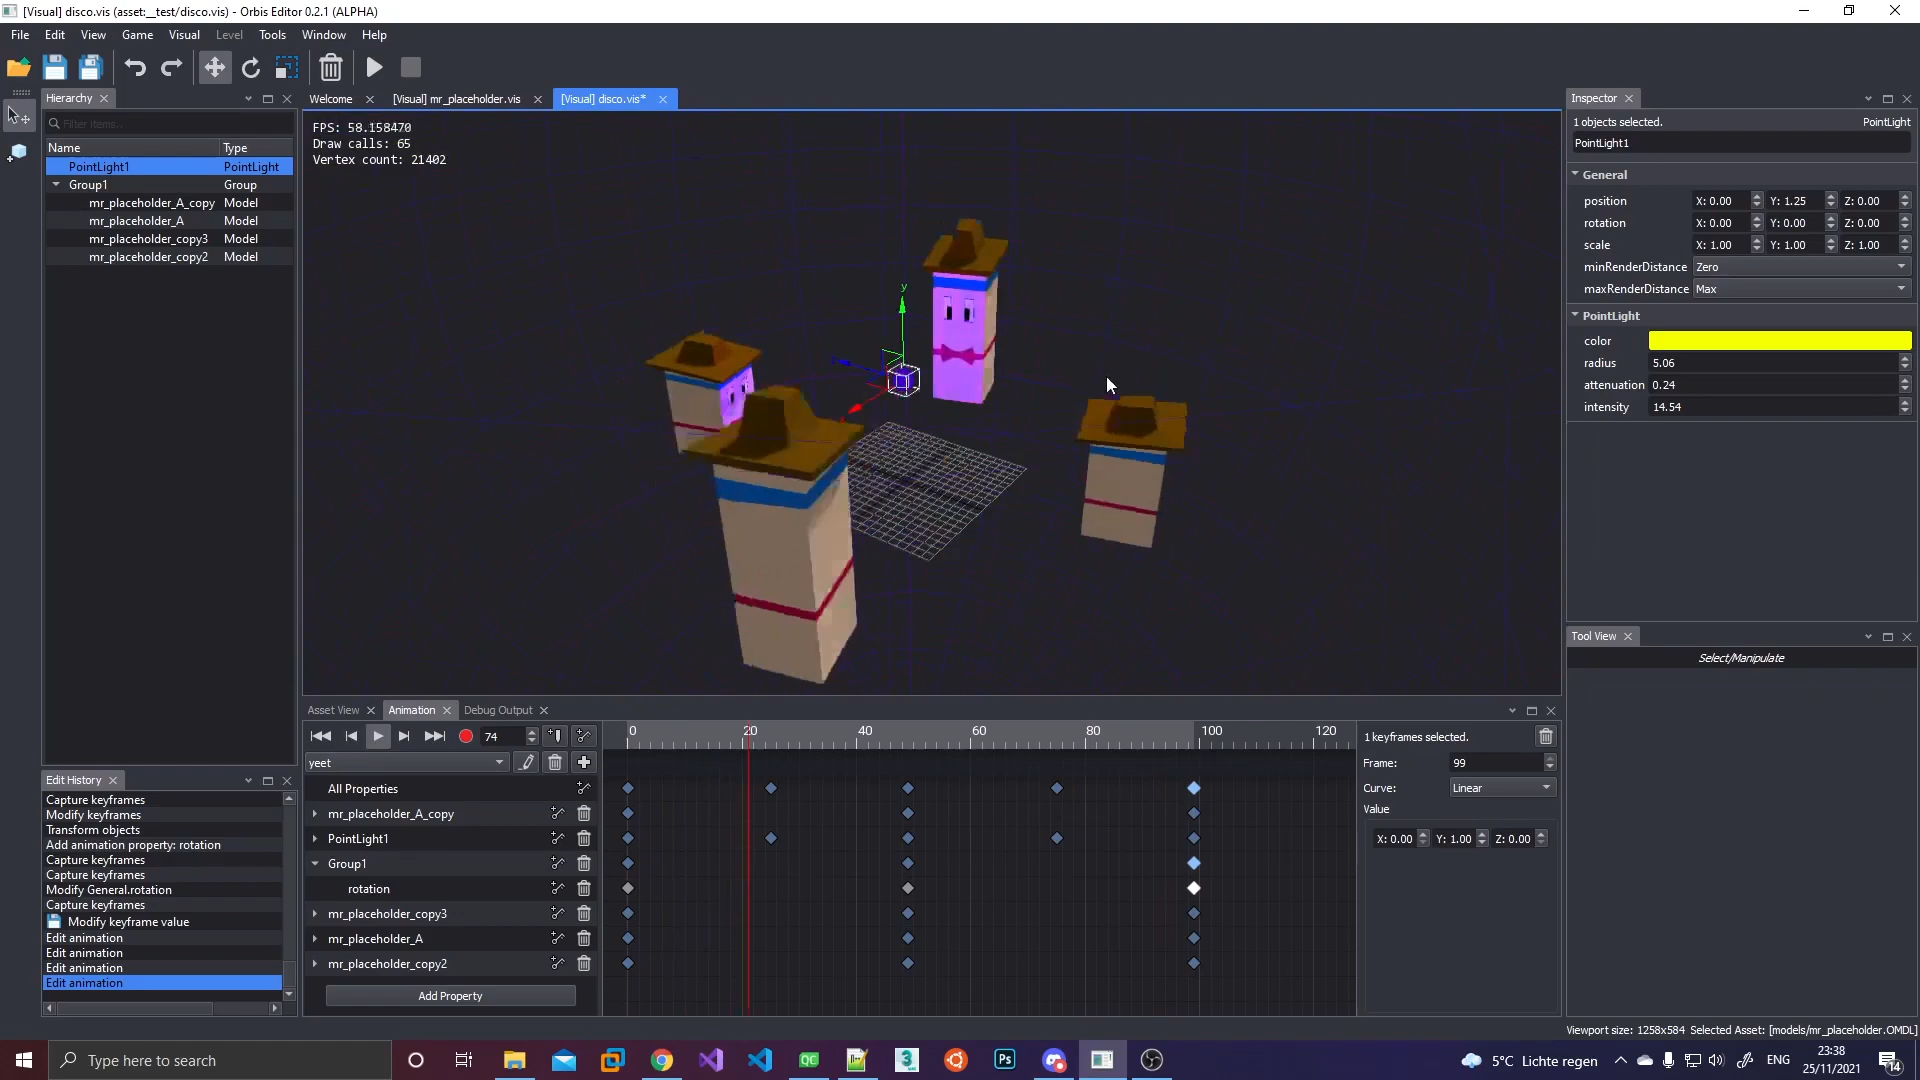 [Visual] disco.vis (asset:__test/disco.vis) - Orbis Editor 0.2.1 (ALPHA)
File Edit View Game Visual Level Tools Window Help
Hierarchy
Filter items...
Name Type
PointLight1 PointLight
Group1 Group
mr_placeholder_A_copy Model
mr_placeholder_A Model
mr_placeholder_copy3 Model
mr_placeholder_copy2 Model
Welcome [Visual] mr_placeholder.vis [Visual] disco.vis*
FPS: 58.158470
Draw calls: 65
Vertex count: 21402
y
Inspector
1 objects selected. PointLight
PointLight1
General
position X: 0.00 Y: 1.25 Z: 0.00
rotation X: 0.00 Y: 0.00 Z: 0.00
scale X: 1.00 Y: 1.00 Z: 1.00
minRenderDistance Zero
maxRenderDistance Max
PointLight
color
radius 5.06
attenuation 0.24
intensity 14.54
Tool View
Select/Manipulate
Edit History
Capture keyframes
Modify keyframes
Transform objects
Add animation property: rotation
Capture keyframes
Capture keyframes
Modify General.rotation
Capture keyframes
Modify keyframe value
Edit animation
Edit animation
Edit animation
Edit animation
Asset View Animation Debug Output
74
yeet
0 20 40 60 80 100 120
All Properties
mr_placeholder_A_copy
PointLight1
Group1
rotation
mr_placeholder_copy3
mr_placeholder_A
mr_placeholder_copy2
Add Property
1 keyframes selected.
Frame: 99
Curve: Linear
Value
X: 0.00 Y: 1.00 Z: 0.00
Viewport size: 1258x584 Selected Asset: [models/mr_placeholder.OMDL]
Type here to search
QC
3
Ps
5°C Lichte regen
ENG
23:38
25/11/2021
14